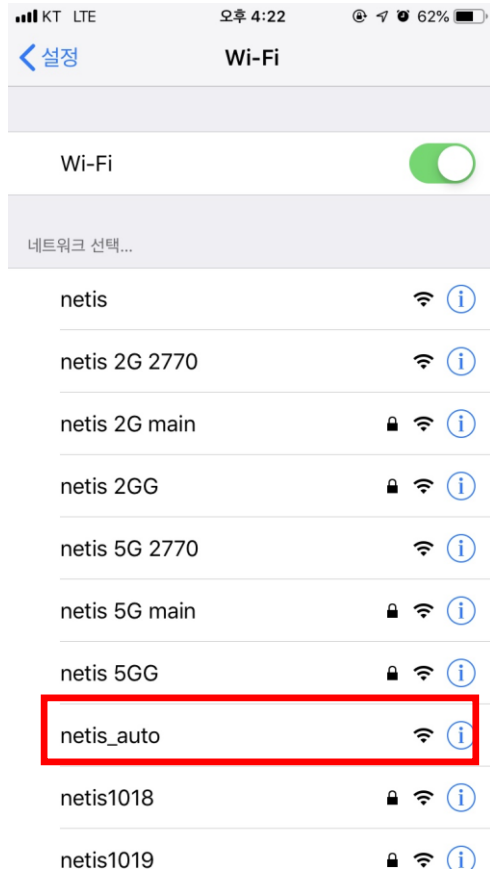 KT LTE 오후 4:22 62%
설정 Wi-Fi
Wi-Fi
네트워크 선택...
netis
netis 2G 2770
netis 2G main
netis 2GG
netis 5G 2770
netis 5G main
netis 5GG
netis_auto
netis1018
netis1019